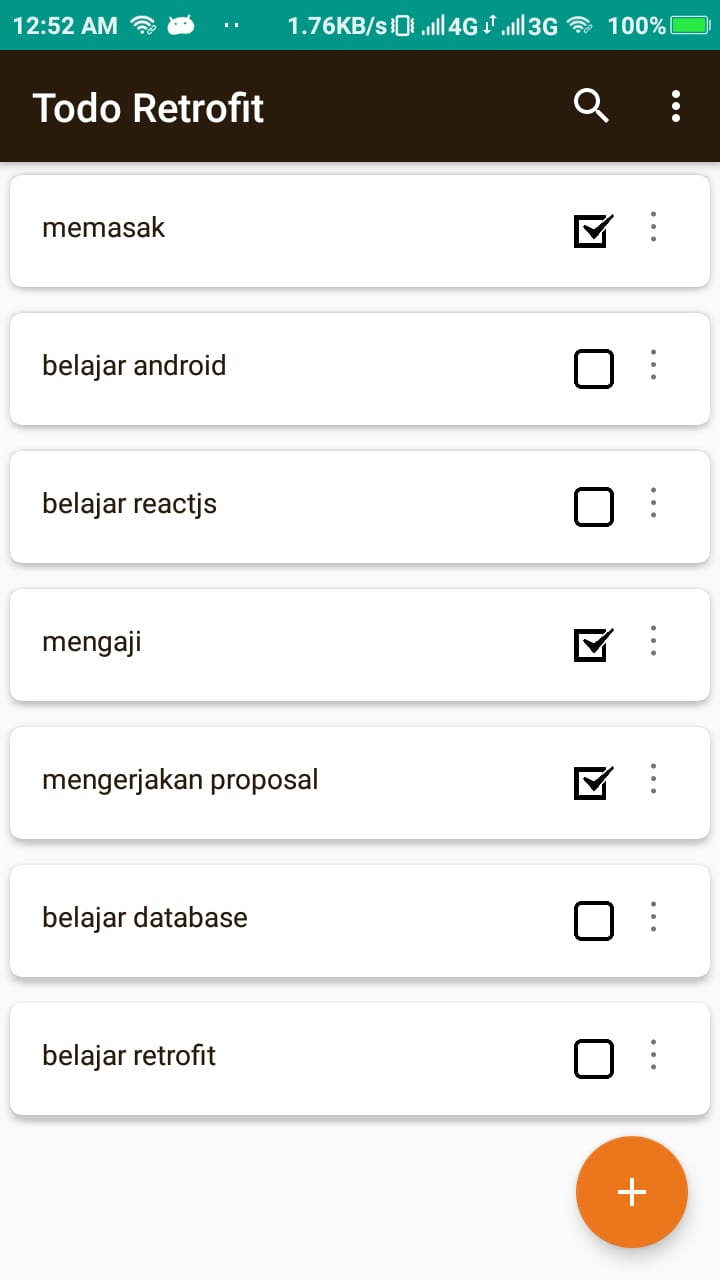 12:52 AM 1.76KB/s 4G 3G 100%
Todo Retrofit
memasak
belajar android
belajar reactjs
mengaji
mengerjakan proposal
belajar database
belajar retrofit